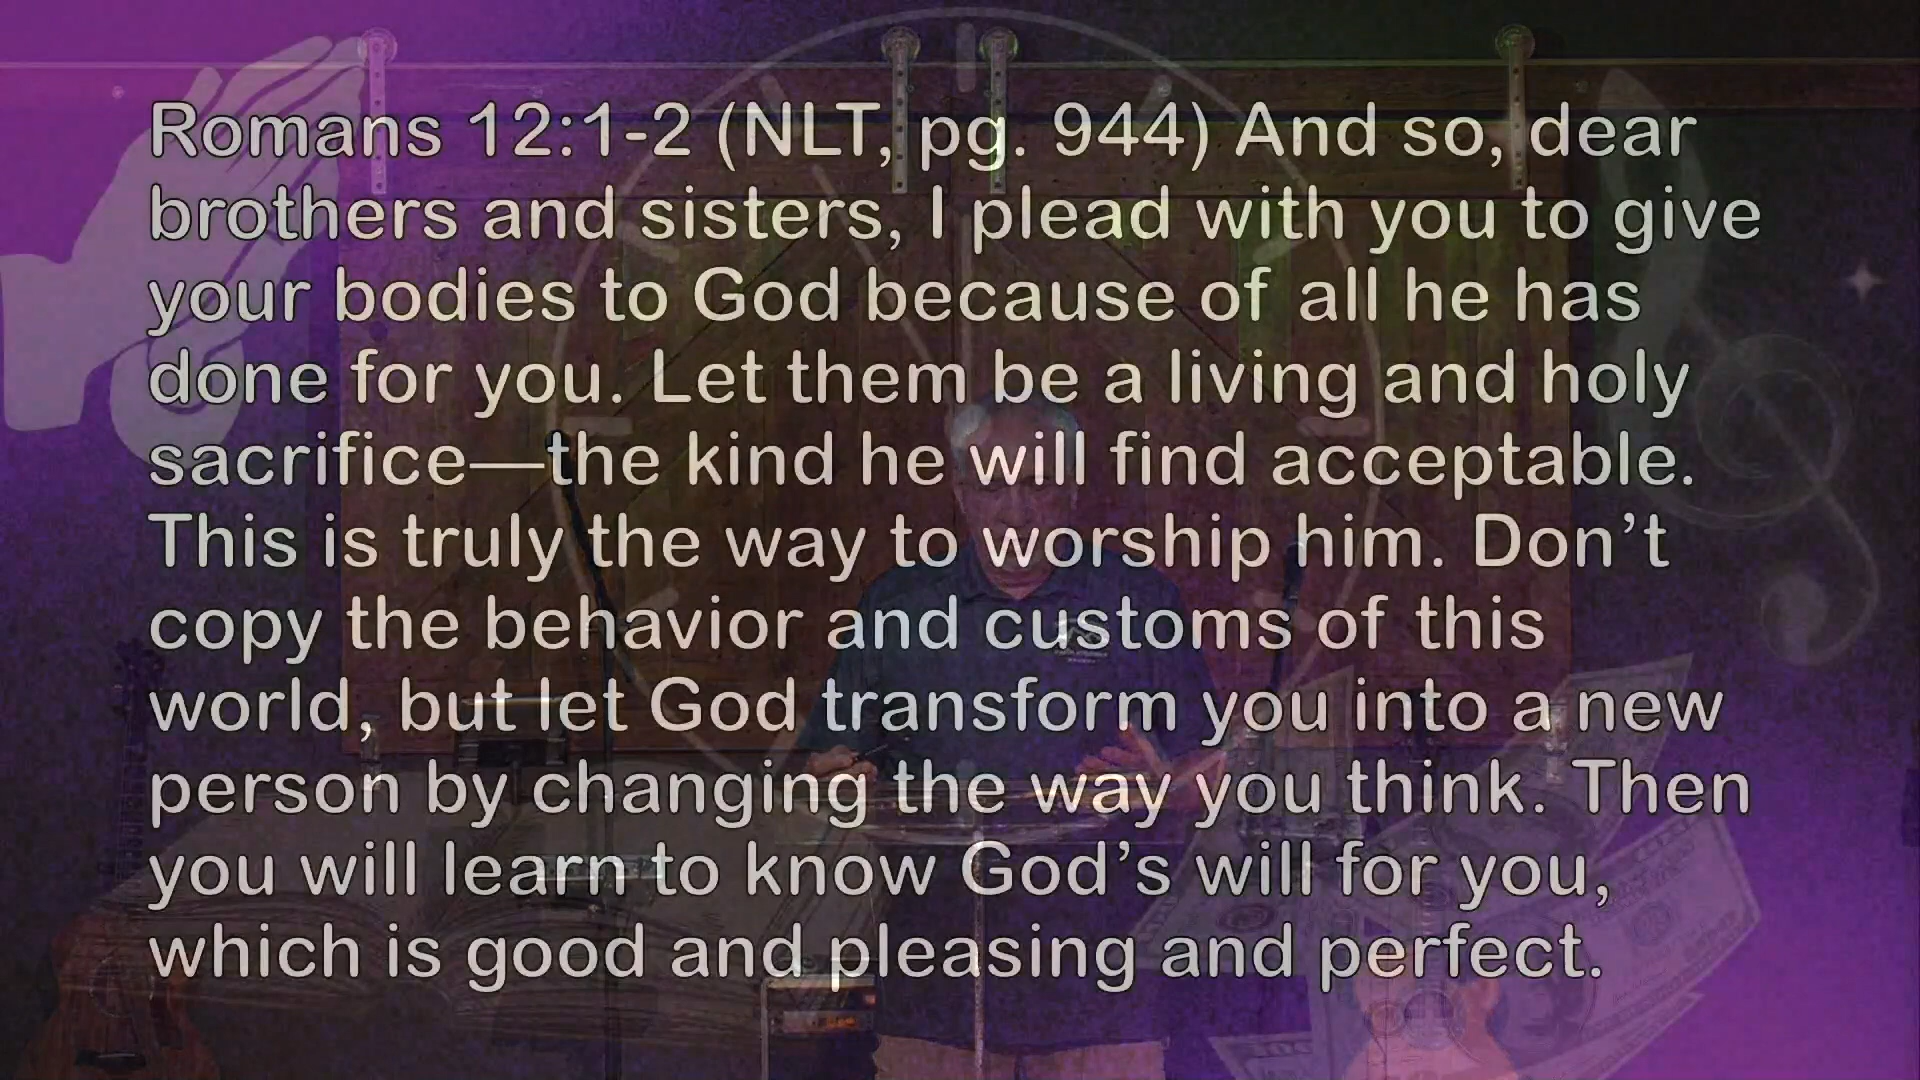 Romans 12:1-2 (NLT, pg. 944) And so, dear
brothers and sisters, I plead with you to give
your bodies to God because of all he has
done for you. Let them be a living and holy
sacrifice—the kind he will find acceptable.
This is truly the way to worship him. Don’t
copy the behavior and customs of this
world, but let God transform you into a new
person by changing the way you think. Then
you will learn to know God’s will for you,
which is good and pleasing and perfect.